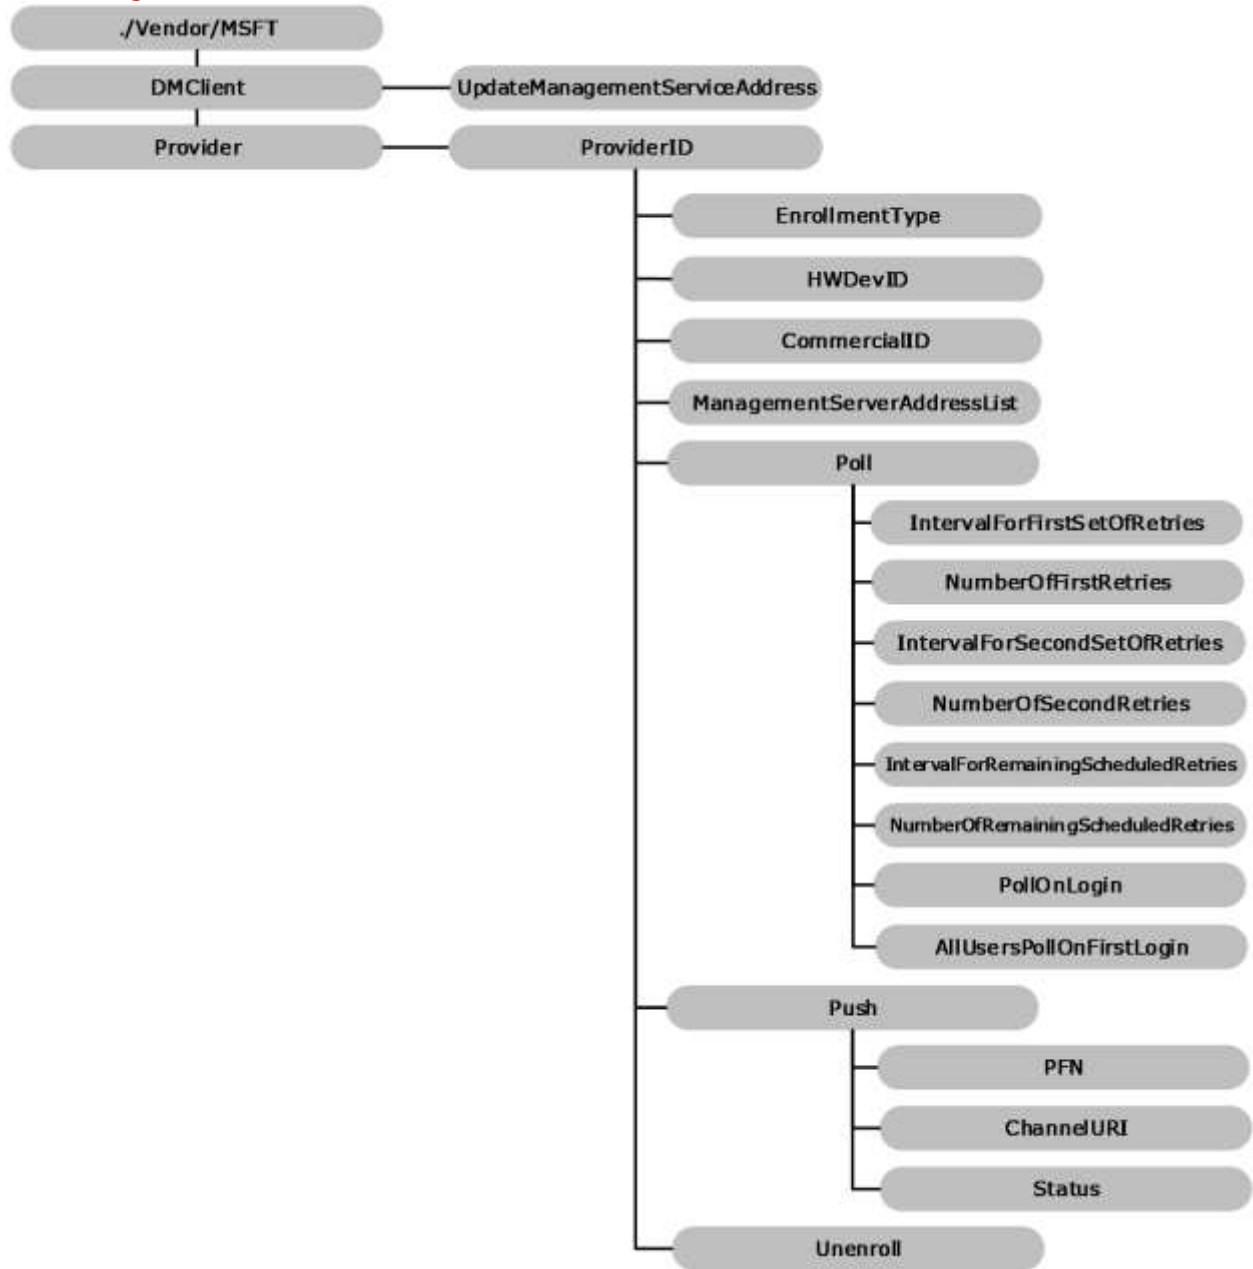 ./Vendor/MSFT
DMClient
UpdateManagementServiceAddress
Provider
ProviderID
EnrollmentType
HWDevID
CommercialID
ManagementServerAddressList
Poll
IntervalForFirstSetOfRetries
NumberOfFirstRetries
IntervalForSecondSetOfRetries
NumberOfSecondRetries
IntervalForRemainingScheduledRetries
NumberOfRemainingScheduledRetries
PollOnLogin
AllUsersPollOnFirstLogin
Push
PFN
ChannelURI
Status
Unenroll